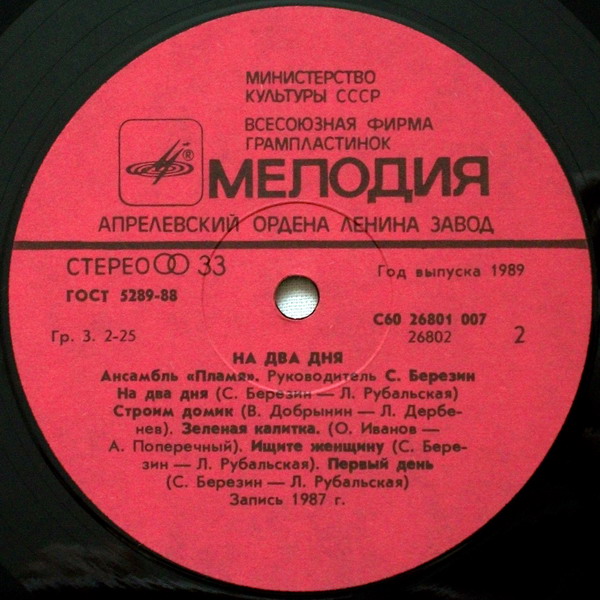 МИНИСТЕРСТВО
КУЛЬТУРЫ СССР
ВСЕСОЮЗНАЯ ФИРМА
ГРАМПЛАСТИНОК
®
МЕЛОДИЯ
АПРЕЛЕВСКИЙ ОРДЕНА ЛЕНИНА ЗАВОД
СТЕРЕО 33
Год выпуска 1989
ГОСТ 5289-88
С60 26801 007
Гр. 3. 2-25
26802
2
НА ДВА ДНЯ
Ансамбль «Пламя». Руководитель С. Березин
На два дня (С. Березин — Л. Рубальская)
Строим домик (В. Добрынин — Л. Дербе-
нев). Зеленая калитка. (О. Иванов —
А. Поперечный). Ищите женщину (С. Бере-
зин — Л. Рубальская). Первый день
(С. Березин — Л. Рубальская)
Запись 1987 г.